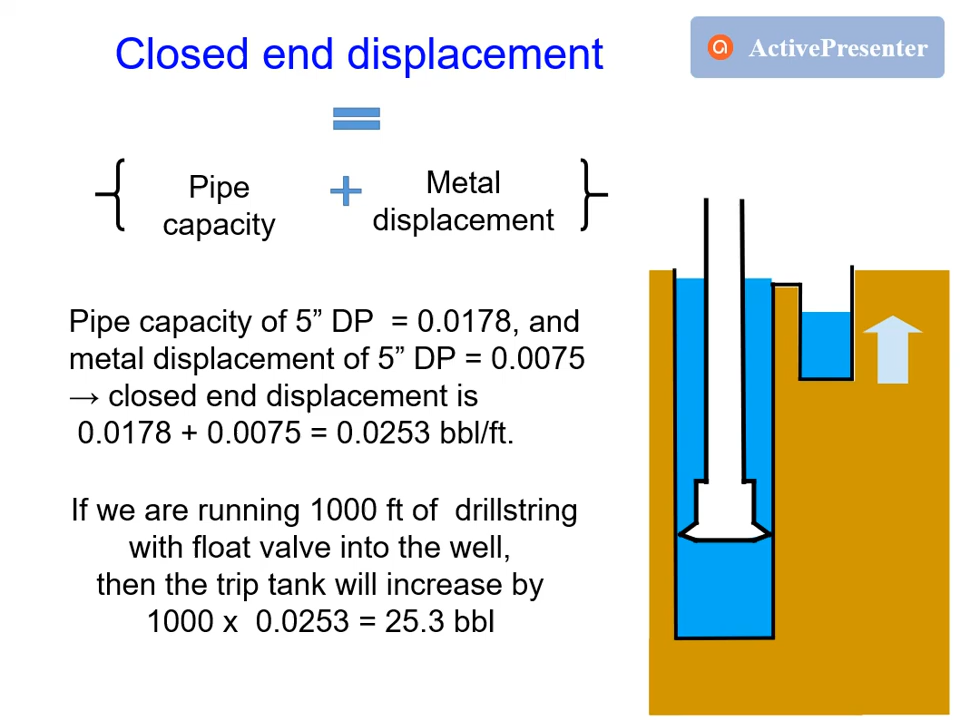 Closed end displacement
ActivePresenter
=
Pipe + Metal
capacity displacement
Pipe capacity of 5” DP = 0.0178, and
metal displacement of 5” DP = 0.0075
→ closed end displacement is
0.0178 + 0.0075 = 0.0253 bbl/ft.
If we are running 1000 ft of drillstring
with float valve into the well,
then the trip tank will increase by
1000 x 0.0253 = 25.3 bbl